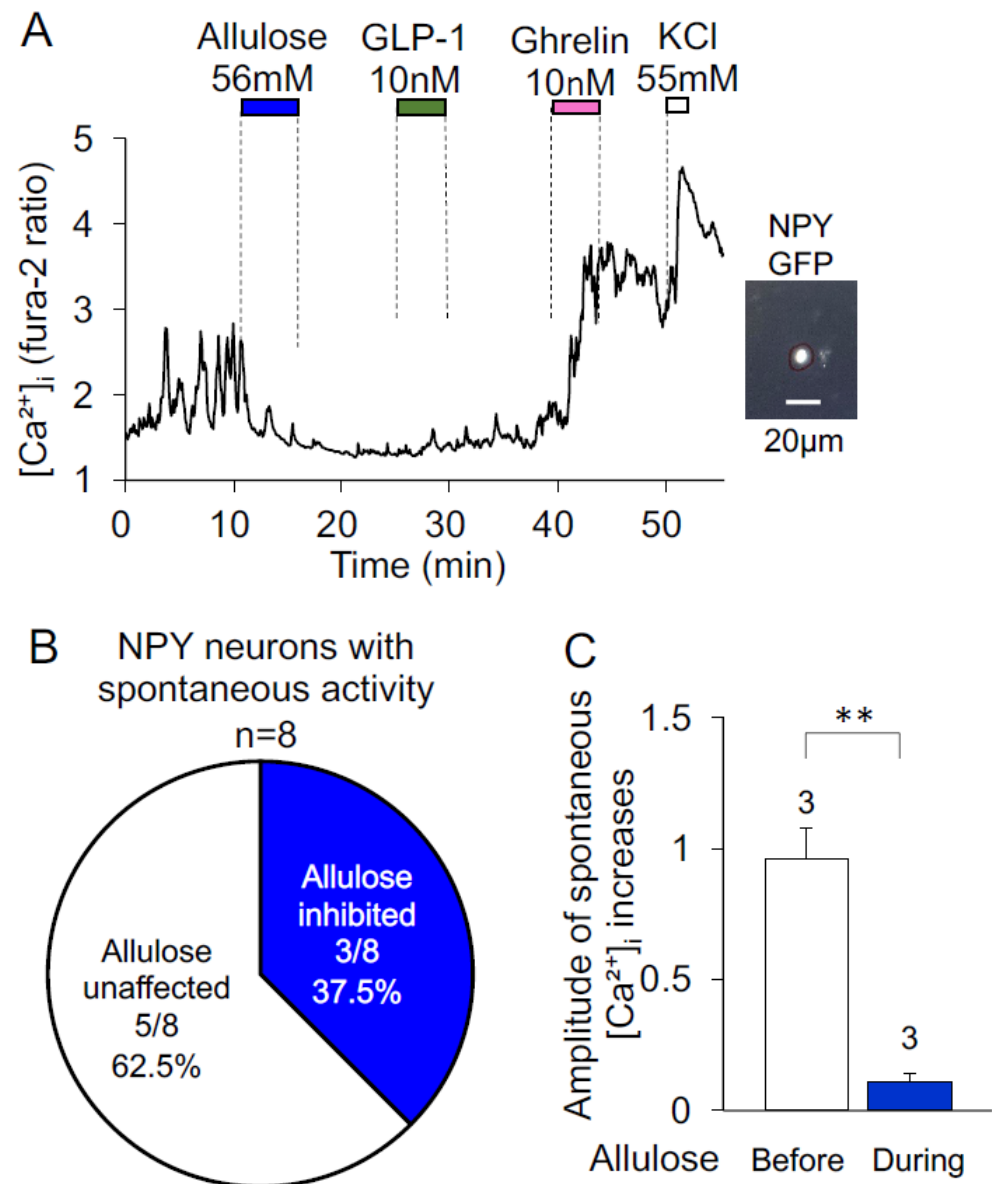 A
Allulose
56mM
GLP-1
10nM
Ghrelin
10nM
KCl
55mM
[Ca²⁺]ᵢ (fura-2 ratio)
5
4
3
2
1
0
10
20
30
40
50
Time (min)
NPY
GFP
20μm
B
NPY neurons with
spontaneous activity
n=8
Allulose
inhibited
3/8
37.5%
Allulose
unaffected
5/8
62.5%
C
Amplitude of spontaneous
[Ca²⁺]ᵢ increases
1.5
1
0.5
0
**
3
3
Allulose Before During